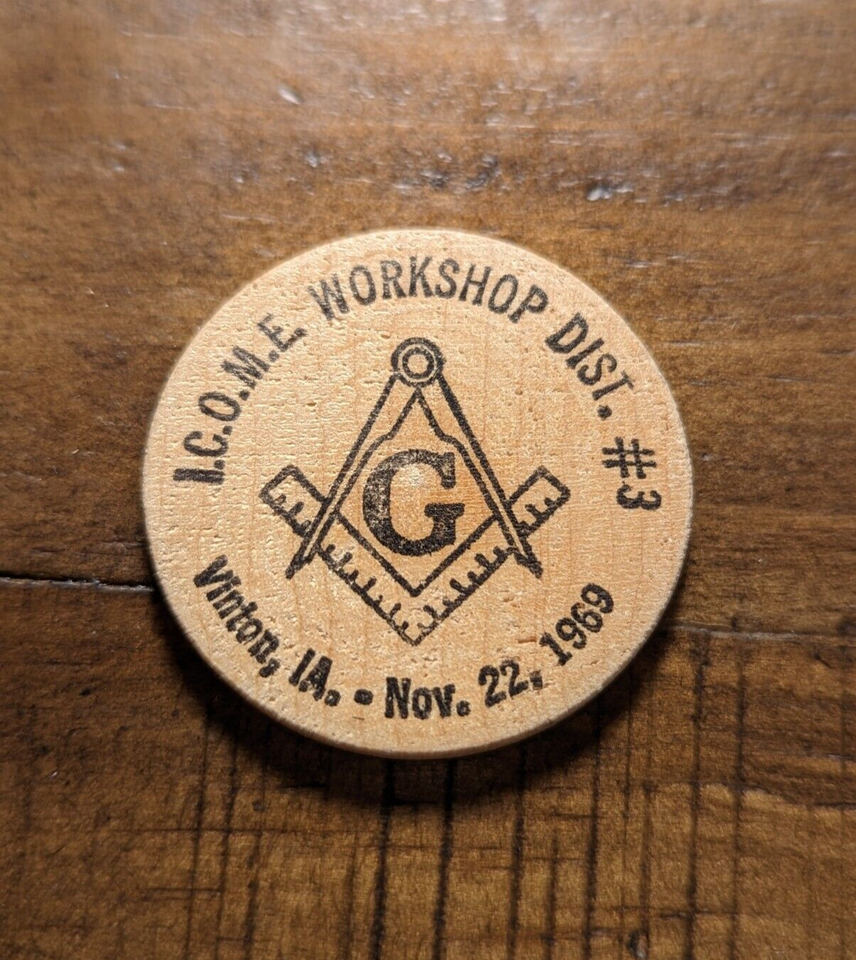 I.C.O.M.E. WORKSHOP DIST. #3
G
Vinton, IA. • Nov. 22, 1969